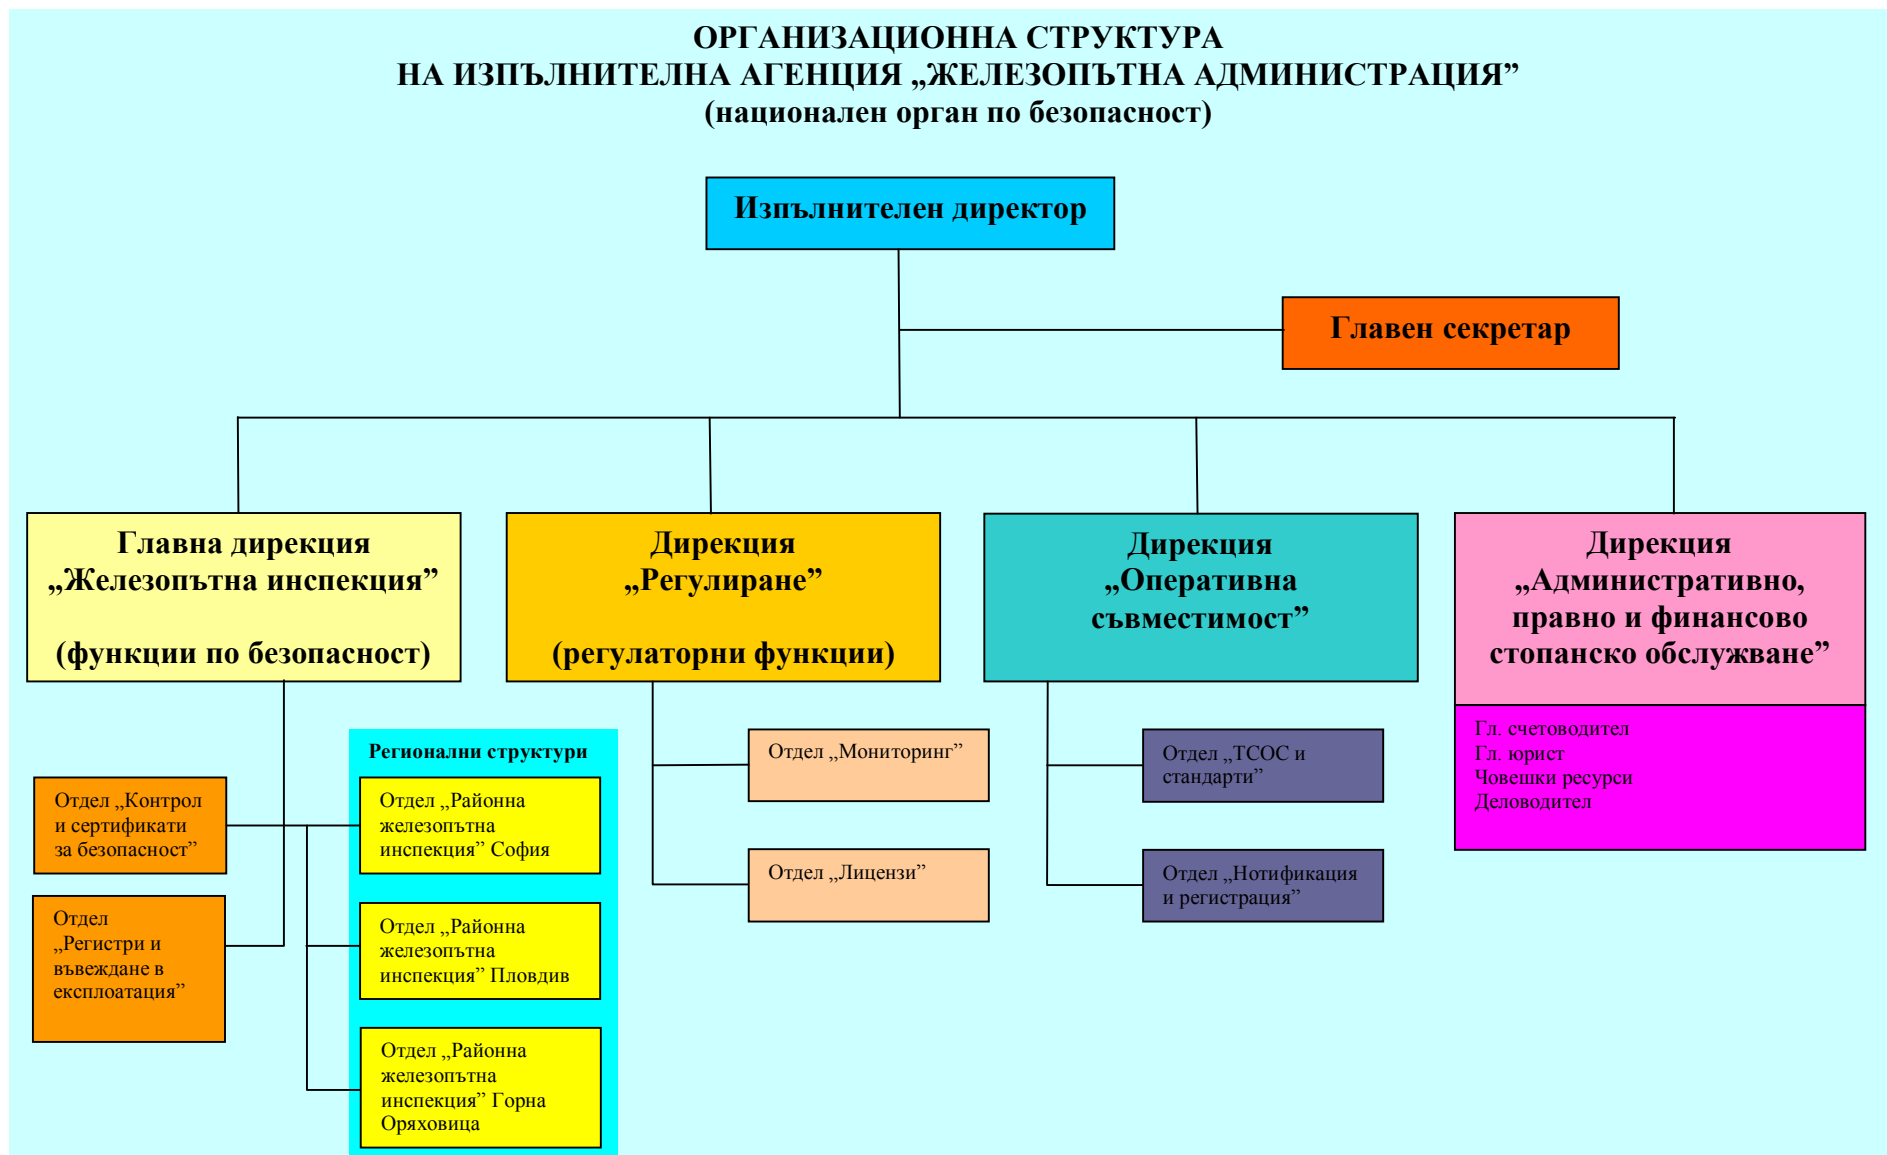 ОРГАНИЗАЦИОННА СТРУКТУРА
НА ИЗПЪЛНИТЕЛНА АГЕНЦИЯ „ЖЕЛЕЗОПЪТНА АДМИНИСТРАЦИЯ”
(национален орган по безопасност)
Изпълнителен директор
Главен секретар
Главна дирекция
„Железопътна инспекция”
(функции по безопасност)
Дирекция
„Регулиране”
(регулаторни функции)
Дирекция
„Оперативна
съвместимост”
Дирекция
„Административно,
правно и финансово
стопанско обслужване”
Гл. счетоводител
Гл. юрист
Човешки ресурси
Деловодител
Отдел „Контрол
и сертификати
за безопасност”
Отдел
„Регистри и
въвеждане в
експлоатация”
Регионални структури
Отдел „Районна
железопътна
инспекция” София
Отдел „Районна
железопътна
инспекция” Пловдив
Отдел „Районна
железопътна
инспекция” Горна
Оряховица
Отдел „Мониторинг”
Отдел „Лицензи”
Отдел „ТСОС и
стандарти”
Отдел „Нотификация
и регистрация”